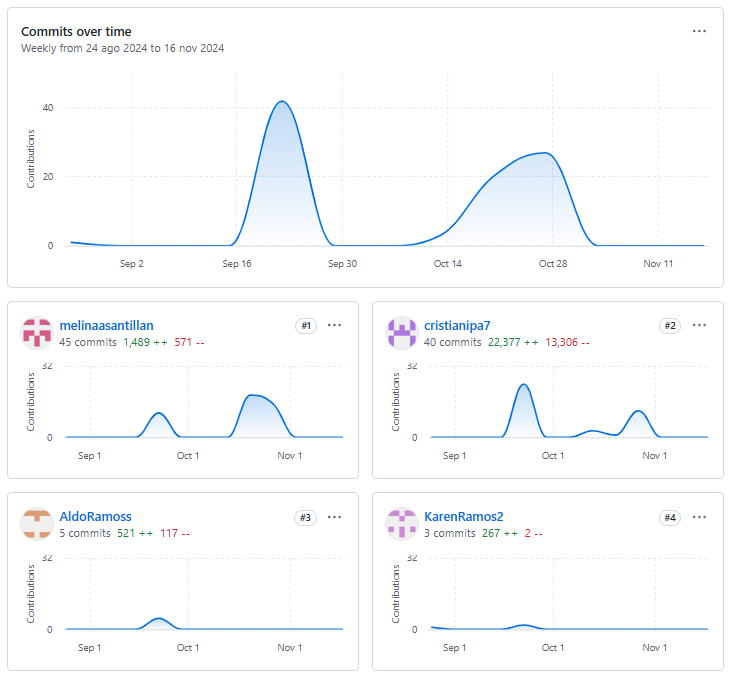 Commits over time
Weekly from 24 ago 2024 to 16 nov 2024
Contributions
40
20
0
Sep 2 Sep 16 Sep 30 Oct 14 Oct 28 Nov 11
melinaasantillan #1
45 commits 1,489 ++ 571 --
Contributions
32
0
Sep 1 Oct 1 Nov 1
cristianipa7 #2
40 commits 22,377 ++ 13,306 --
Contributions
32
0
Sep 1 Oct 1 Nov 1
AldoRamoss #3
5 commits 521 ++ 117 --
Contributions
32
0
Sep 1 Oct 1 Nov 1
KarenRamos2 #4
3 commits 267 ++ 2 --
Contributions
32
0
Sep 1 Oct 1 Nov 1